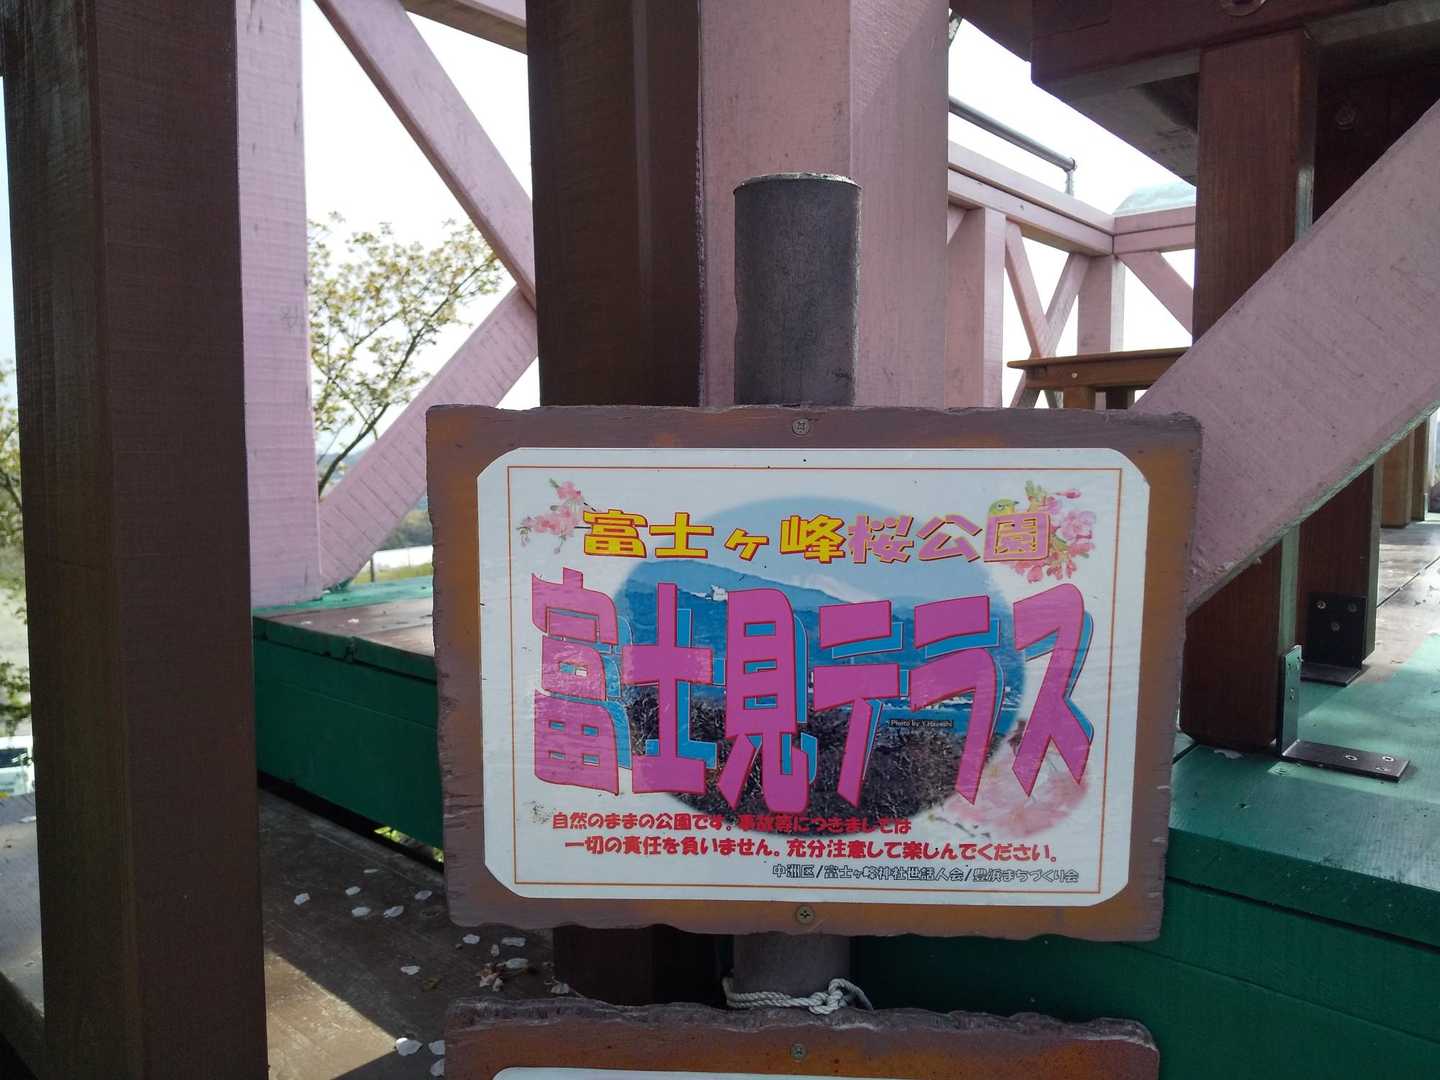 富士ヶ峰桜公園
富士見テラス
Photo by Y.Hayashi
自然のままの公園です。事故等につきましては
一切の責任を負いません。充分注意して楽しんでください。
中洲区/富士ヶ峰神社世話人会/豊浜まちづくり会